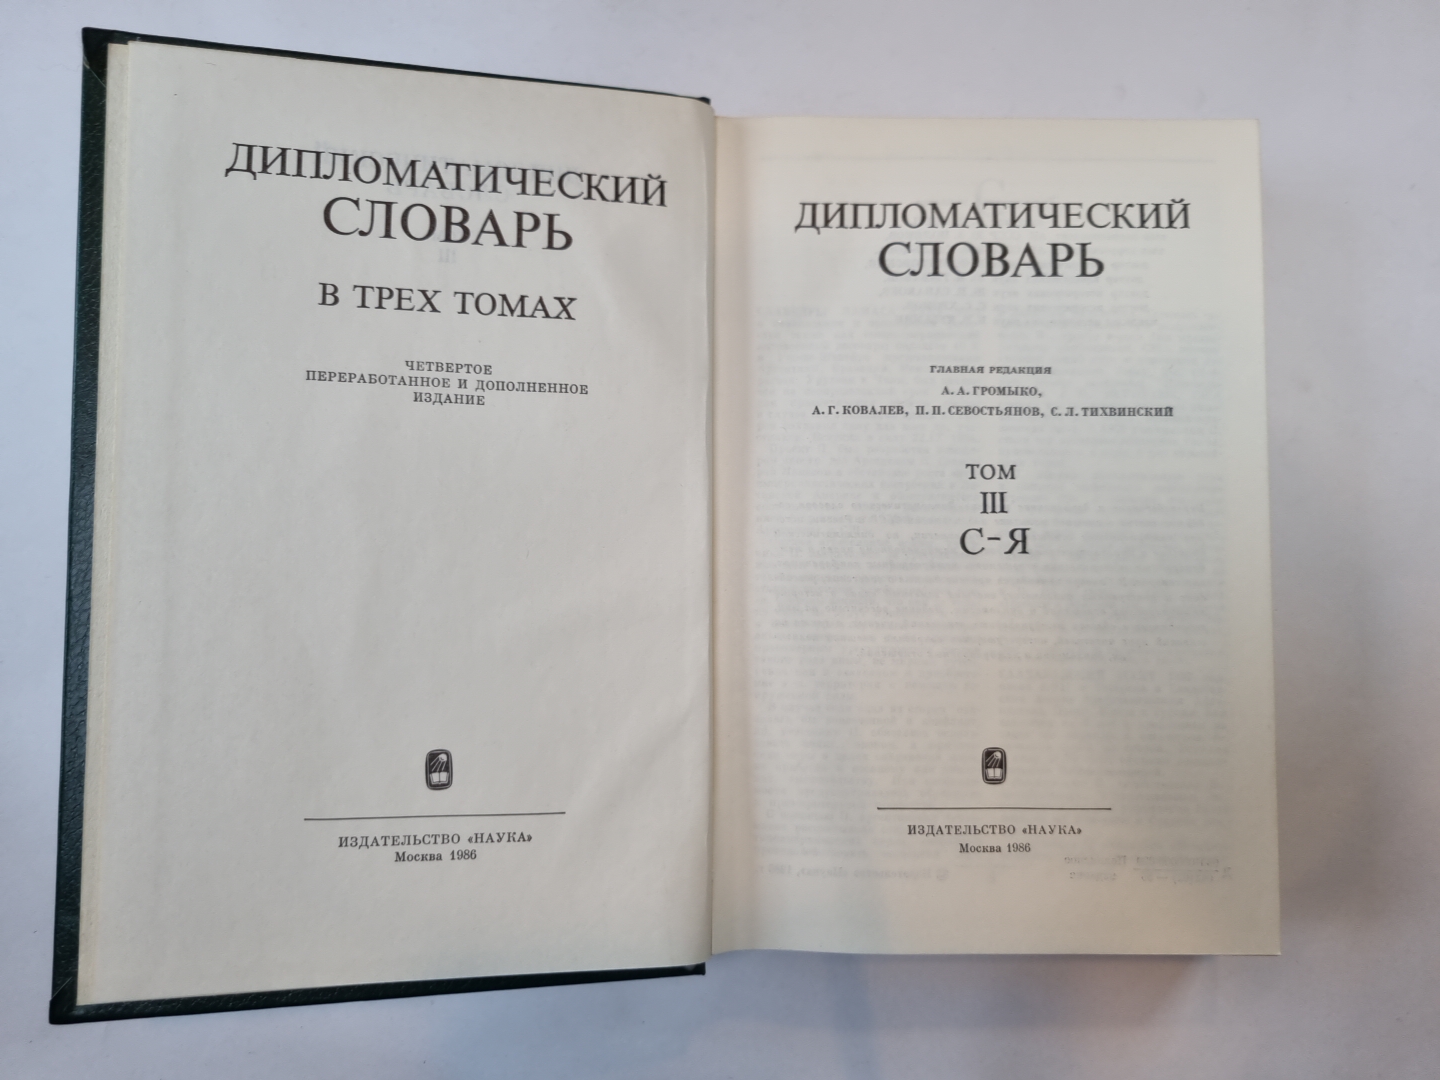 ДИПЛОМАТИЧЕСКИЙ
СЛОВАРЬ
В ТРЕХ ТОМАХ
ЧЕТВЕРТОЕ
ПЕРЕРАБОТАННОЕ И ДОПОЛНЕННОЕ
ИЗДАНИЕ
ИЗДАТЕЛЬСТВО «НАУКА»
Москва 1986
ДИПЛОМАТИЧЕСКИЙ
СЛОВАРЬ
ГЛАВНАЯ РЕДАКЦИЯ
А. А. ГРОМЫКО,
А. Г. КОВАЛЕВ, П. П. СЕВОСТЬЯНОВ, С. Л. ТИХВИНСКИЙ
ТОМ
III
С-Я
ИЗДАТЕЛЬСТВО «НАУКА»
Москва 1986